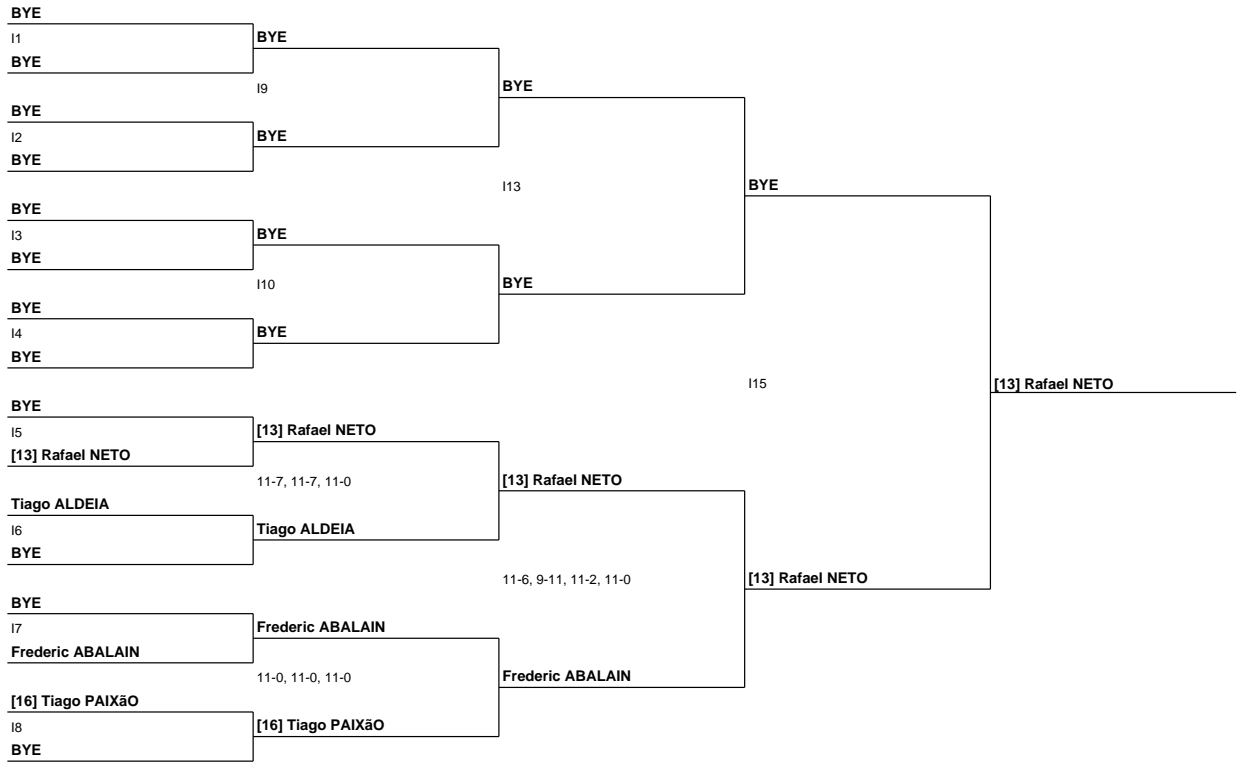 BYE
I1
BYE
BYE
I9
BYE
BYE
I2
BYE
BYE
I13
BYE
BYE
I3
BYE
BYE
I10
BYE
BYE
I4
BYE
BYE
I15
[13] Rafael NETO
BYE
I5
[13] Rafael NETO
[13] Rafael NETO
11-7, 11-7, 11-0
[13] Rafael NETO
Tiago ALDEIA
I6
Tiago ALDEIA
BYE
11-6, 9-11, 11-2, 11-0
[13] Rafael NETO
BYE
I7
Frederic ABALAIN
Frederic ABALAIN
11-0, 11-0, 11-0
Frederic ABALAIN
[16] Tiago PAIXãO
I8
[16] Tiago PAIXãO
BYE